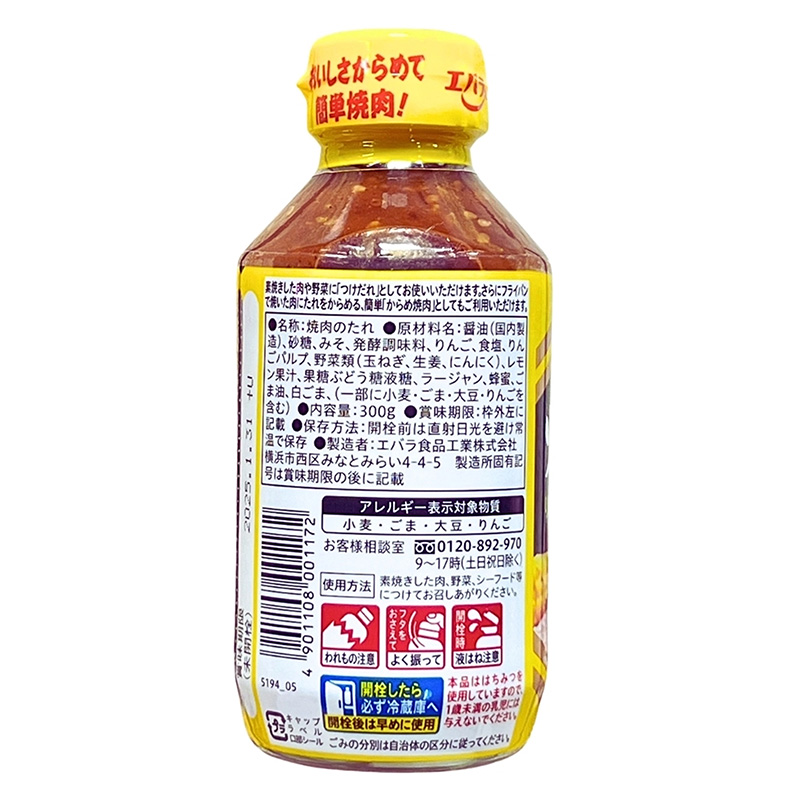 おいしさからめて
簡単焼肉!
エバラ
素焼きした肉や野菜に「つけだれ」としてお使いいただけます。さらにフライパン
で焼いた肉にたれをからめる、簡単「からめ焼肉」としてもご利用いただけます。
●名称:焼肉のたれ ●原材料名:醤油(国内製
造)、砂糖、みそ、発酵調味料、りんご、食塩、りん
ごパルプ、野菜類(玉ねぎ、生姜、にんにく)、レモ
ン果汁、果糖ぶどう糖液糖、ラージャン、蜂蜜、ご
ま油、白ごま、(一部に小麦・ごま・大豆・りんごを
含む) ●内容量:300g ●賞味期限:枠外左に
記載 ●保存方法:開栓前は直射日光を避け常
温で保存 ●製造者:エバラ食品工業株式会社
横浜市西区みなとみらい4-4-5 製造所固有記
号は賞味期限の後に記載
アレルギー表示対象物質
小麦・ごま・大豆・りんご
お客様相談室 0120-892-970
9〜17時(土日祝日除く)
使用方法
素焼きした肉、野菜、シーフード等
につけてお召しあがりください。
われもの注意
フタを
おさえて
よく振って
開栓時
液はね注意
開栓したら
必ず冷蔵庫へ
開栓後は早めに使用
本品ははちみつを
使用していますので、
1歳未満の乳児には
与えないでください。
プラ
キャップ
ラベル
口部シール
ごみの分別は自治体の区分に従ってください。
5194_05
4 901108 001172
賞味期限
(未開栓)
2025.1.31 +U